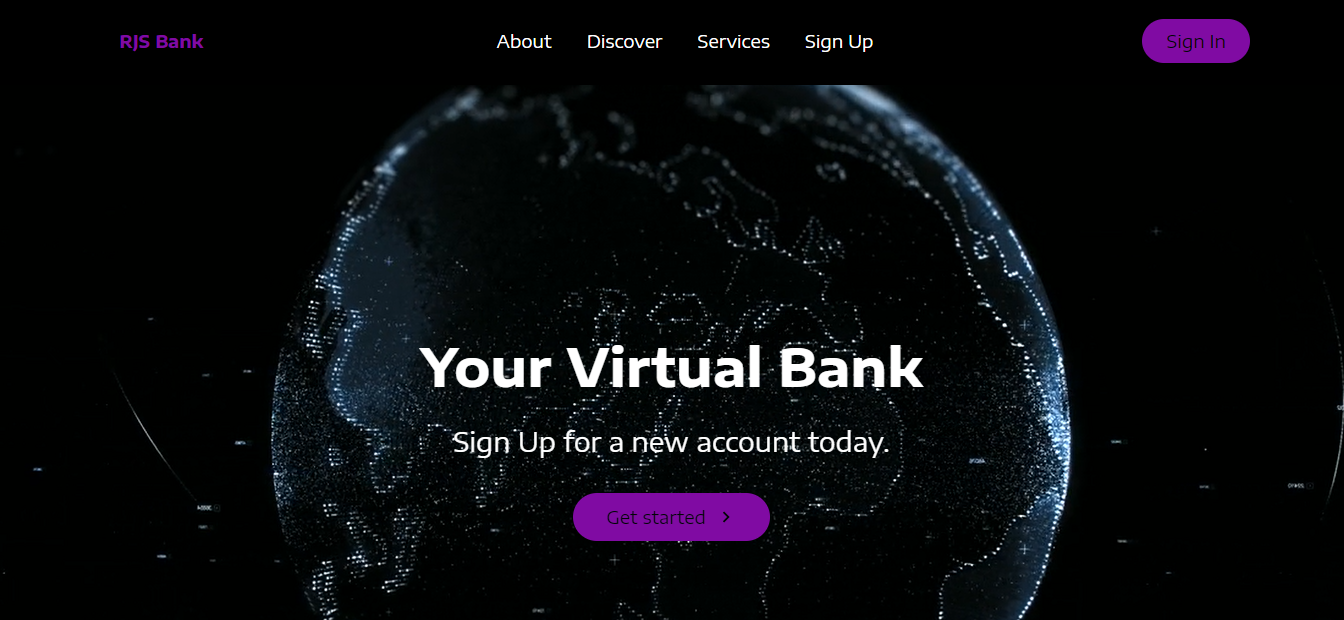 RJS Bank
About Discover Services Sign Up
Sign In
Your Virtual Bank
Sign Up for a new account today.
Get started